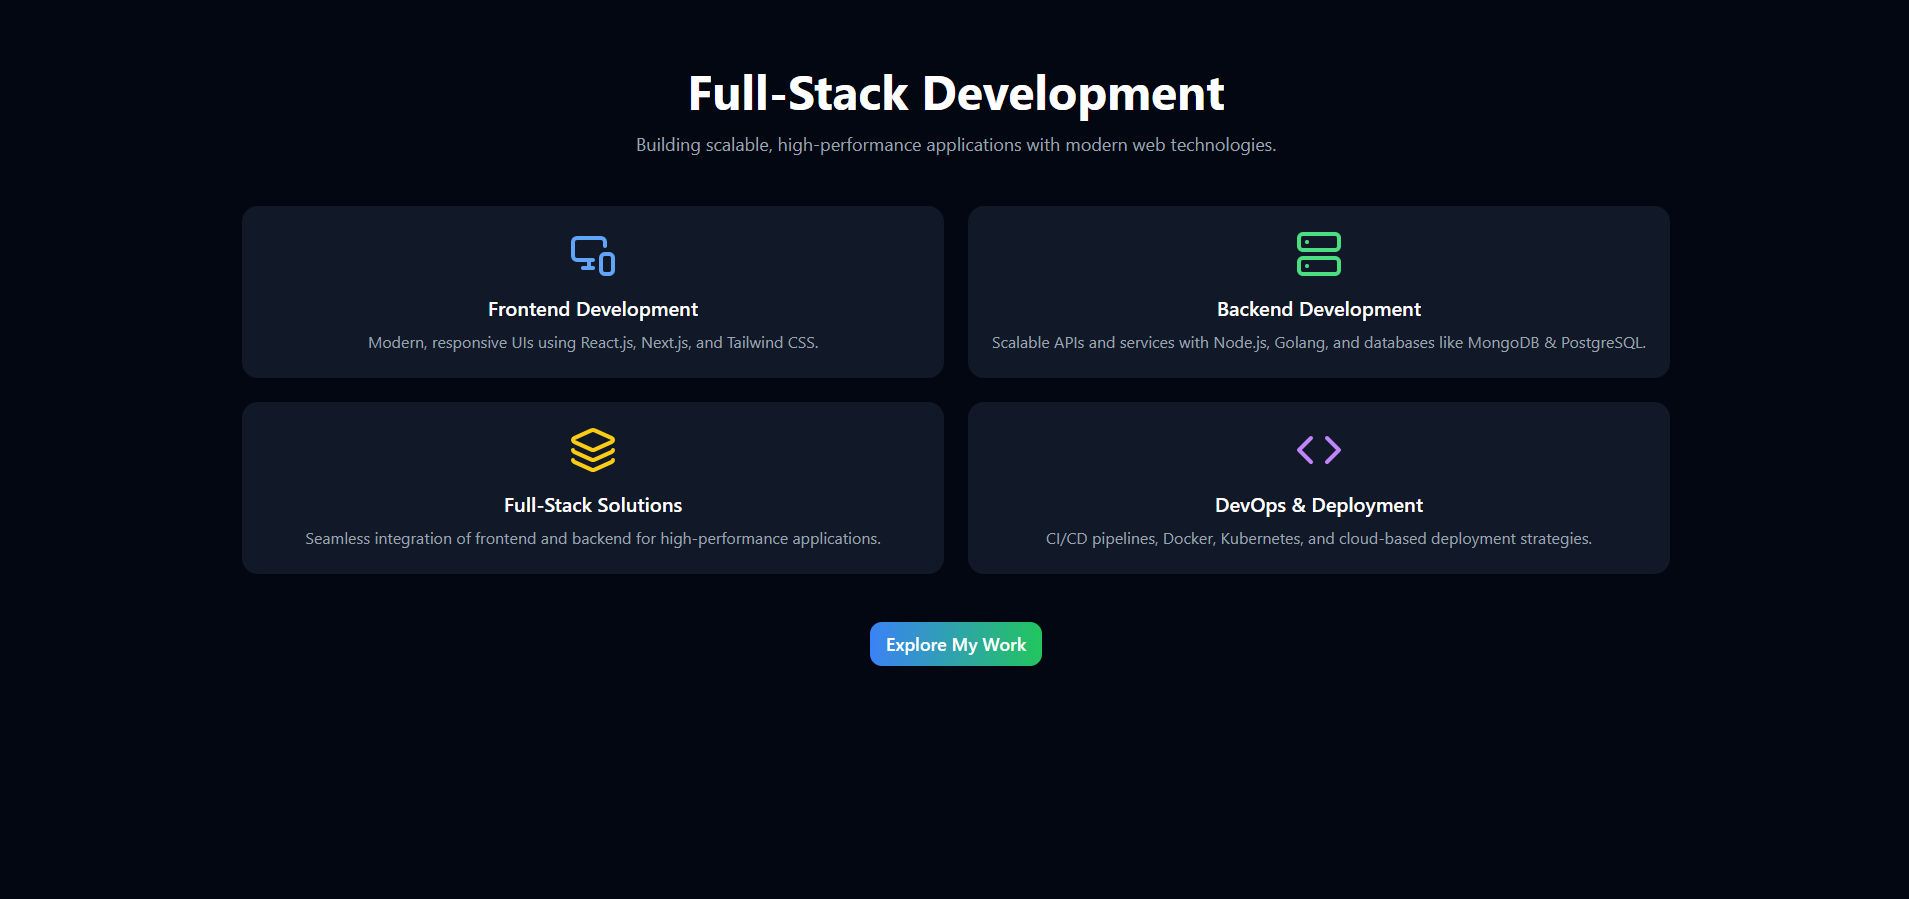 Full-Stack Development
Building scalable, high-performance applications with modern web technologies.
Frontend Development
Modern, responsive UIs using React.js, Next.js, and Tailwind CSS.
Backend Development
Scalable APIs and services with Node.js, Golang, and databases like MongoDB & PostgreSQL.
Full-Stack Solutions
Seamless integration of frontend and backend for high-performance applications.
DevOps & Deployment
CI/CD pipelines, Docker, Kubernetes, and cloud-based deployment strategies.
Explore My Work